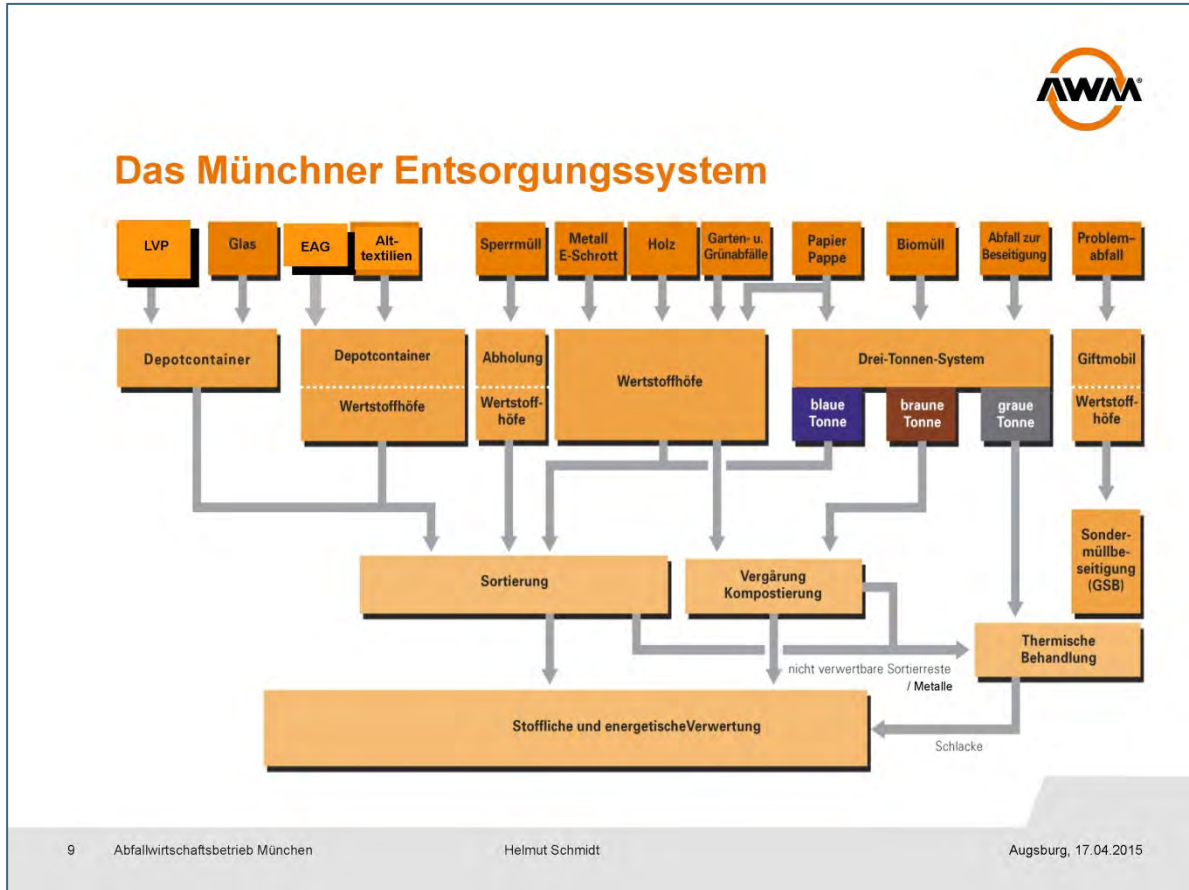 AWM®
Das Münchner Entsorgungssystem
LVP
Glas
EAG
Alt-
textilien
Sperrmüll
Metall
E-Schrott
Holz
Garten- u.
Grünabfälle
Papier
Pappe
Biomüll
Abfall zur
Beseitigung
Problem–
abfall
Depotcontainer
Depotcontainer
Wertstoffhöfe
Abholung
Wertstoff-
höfe
Wertstoffhöfe
Drei-Tonnen-System
blaue
Tonne
braune
Tonne
graue
Tonne
Giftmobil
Wertstoff-
höfe
Sortierung
Vergärung
Kompostierung
Sonder-
müllbe-
seitigung
(GSB)
Thermische
Behandlung
nicht verwertbare Sortierreste
/ Metalle
Stoffliche und energetischeVerwertung
Schlacke
9 Abfallwirtschaftsbetrieb München Helmut Schmidt Augsburg, 17.04.2015